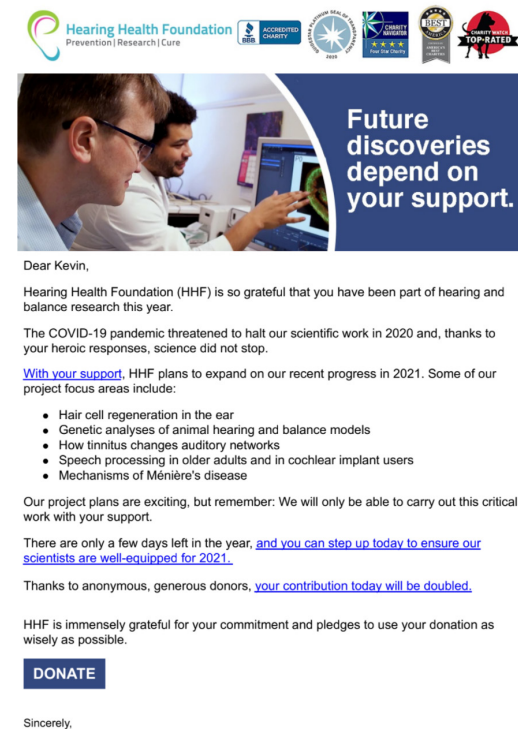 Hearing Health Foundation
Prevention | Research | Cure
BBB
ACCREDITED
CHARITY
PLATINUM SEAL OF TRANSPARENCY
2020
CHARITY
NAVIGATOR
Four Star Charity
BEST
AMERICA
CHARITY WATCH
TOP-RATED
Future
discoveries
depend on
your support.
Dear Kevin,
Hearing Health Foundation (HHF) is so grateful that you have been part of hearing and
balance research this year.
The COVID-19 pandemic threatened to halt our scientific work in 2020 and, thanks to
your heroic responses, science did not stop.
With your support, HHF plans to expand on our recent progress in 2021. Some of our
project focus areas include:
● Hair cell regeneration in the ear
● Genetic analyses of animal hearing and balance models
● How tinnitus changes auditory networks
● Speech processing in older adults and in cochlear implant users
● Mechanisms of Ménière's disease
Our project plans are exciting, but remember: We will only be able to carry out this critical
work with your support.
There are only a few days left in the year, and you can step up today to ensure our
scientists are well-equipped for 2021.
Thanks to anonymous, generous donors, your contribution today will be doubled.
HHF is immensely grateful for your commitment and pledges to use your donation as
wisely as possible.
DONATE
Sincerely,